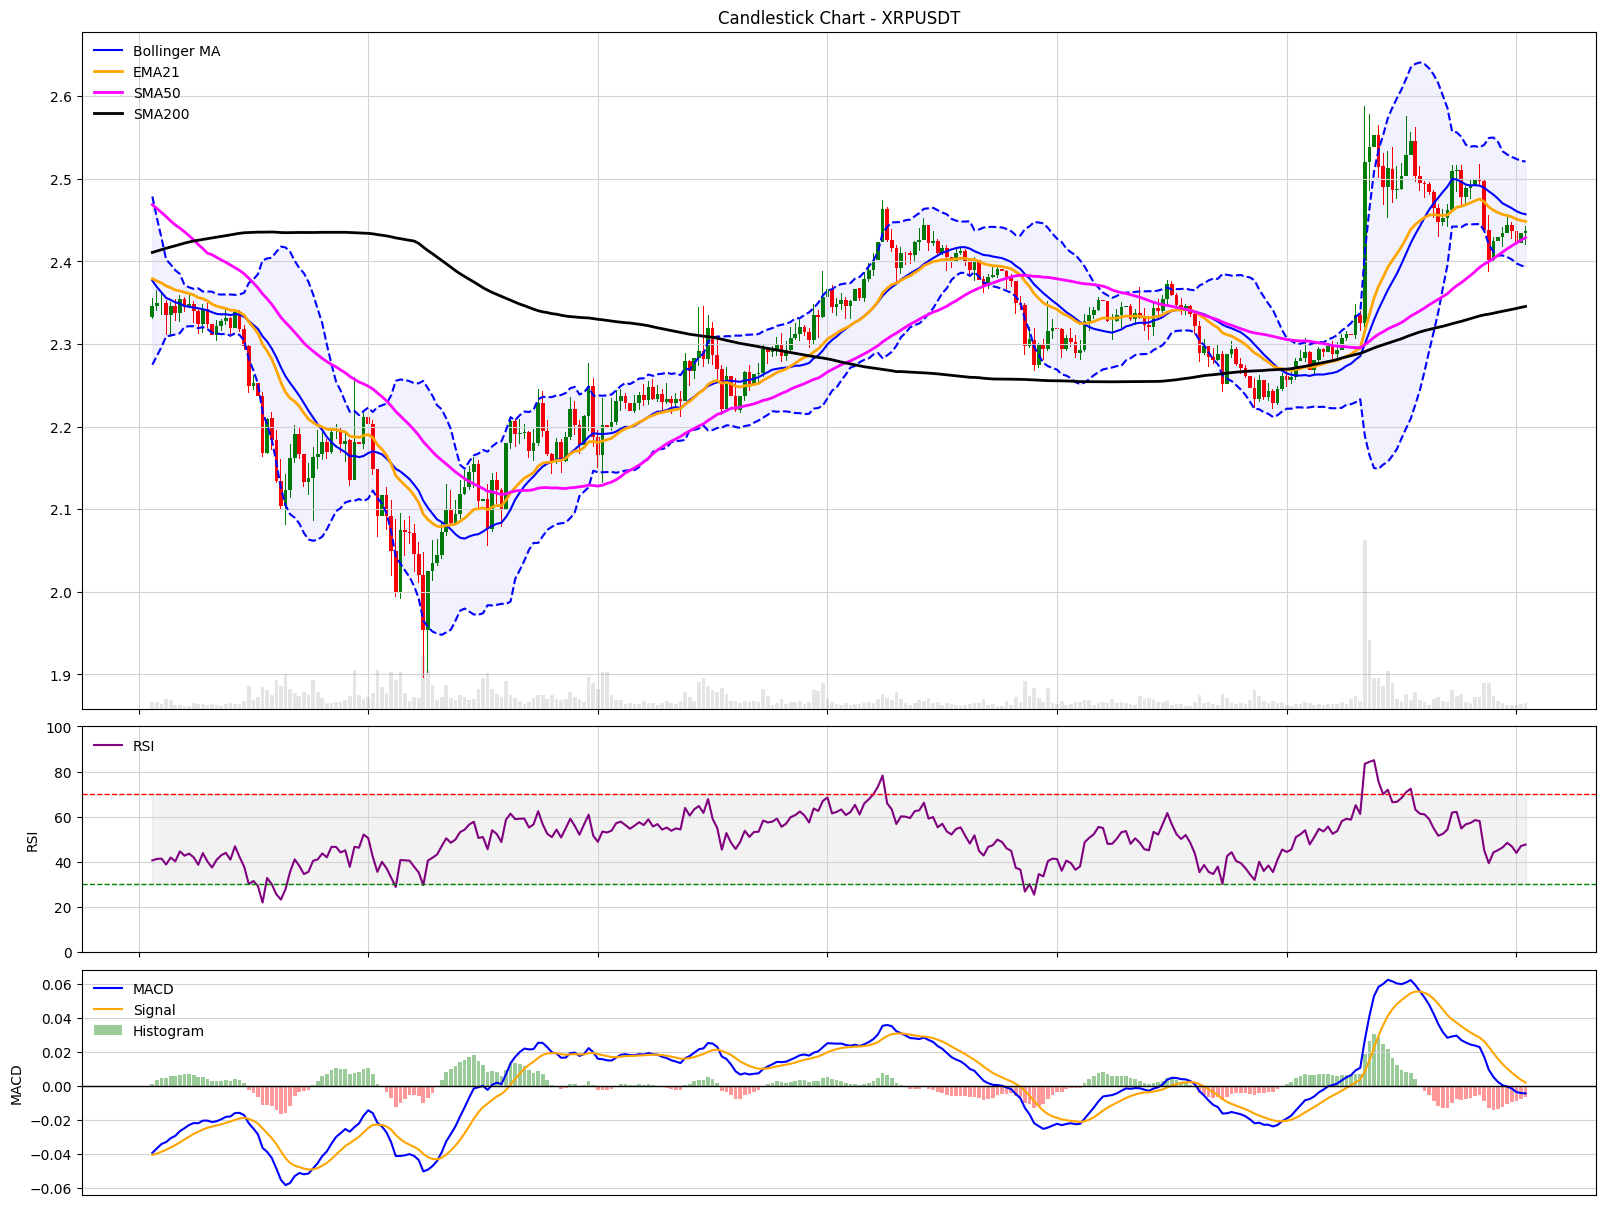 Candlestick Chart - XRPUSDT
Bollinger MA
EMA21
SMA50
SMA200
2.6
2.5
2.4
2.3
2.2
2.1
2.0
1.9
RSI
100
80
60
40
20
0
RSI
MACD
Signal
Histogram
0.06
0.04
0.02
0.00
−0.02
−0.04
−0.06
MACD